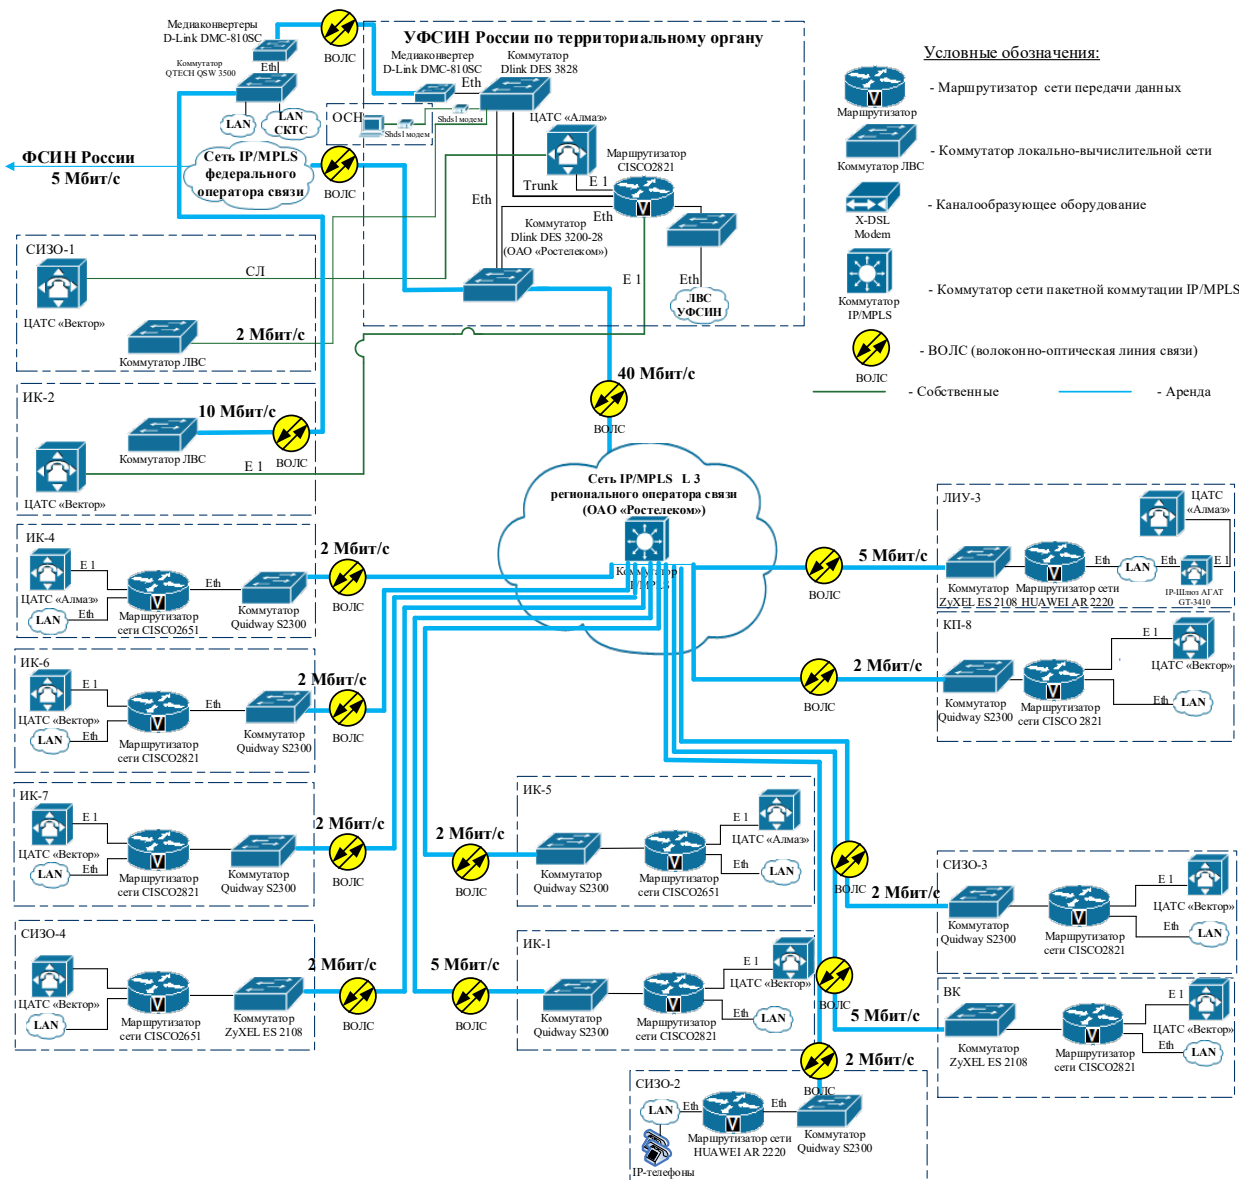 Медиаконвертеры
D-Link DMC-810SC
ВОЛС
Eth
Коммутатор
QTECH QSW 3500
LAN
LAN
СКТС
УФСИН России по территориальному органу
Медиаконвертер
D-Link DMC-810SC
Коммутатор
Dlink DES 3828
Eth
ОСН
Shds l модем
Shds l модем
ЦАТС «Алмаз»
Маршрутизатор
CISCO2821
E 1
Trunk
Eth
Eth
Коммутатор
Dlink DES 3200-28
(ОАО «Ростелеком»)
E 1
Eth
ЛВС
УФСИН
ФСИН России
5 Мбит/с
Сеть IP/MPLS
федерального
оператора связи
ВОЛС
Условные обозначения:
Маршрутизатор
- Маршрутизатор сети передачи данных
Коммутатор ЛВС
- Коммутатор локально-вычислительной сети
X-DSL
Modem
- Каналообразующее оборудование
Коммутатор
IP/MPLS
- Коммутатор сети пакетной коммутации IP/MPLS
ВОЛС
- ВОЛС (волоконно-оптическая линия связи)
- Собственные
- Аренда
СИЗО-1
ЦАТС «Вектор»
СЛ
2 Мбит/с
Коммутатор ЛВС
ИК-2
10 Мбит/с
Коммутатор ЛВС
ВОЛС
E 1
ЦАТС «Вектор»
40 Мбит/с
ВОЛС
Сеть IP/MPLS L 3
регионального оператора связи
(ОАО «Ростелеком»)
Коммутатор
IP/MPLS
ИК-4
E 1
ЦАТС «Алмаз»
LAN
Eth
Маршрутизатор
сети CISCO2651
Eth
Коммутатор
Quidway S2300
2 Мбит/с
ВОЛС
ИК-6
E 1
ЦАТС «Вектор»
LAN
Eth
Маршрутизатор
сети CISCO2821
Eth
Коммутатор
Quidway S2300
2 Мбит/с
ВОЛС
ИК-7
E 1
ЦАТС «Вектор»
LAN
Eth
Маршрутизатор
сети CISCO2821
Коммутатор
Quidway S2300
2 Мбит/с
ВОЛС
СИЗО-4
ЦАТС «Вектор»
LAN
Маршрутизатор
сети CISCO2651
Коммутатор
ZyXEL ES 2108
2 Мбит/с
ВОЛС
ИК-5
2 Мбит/с
ВОЛС
Коммутатор
Quidway S2300
Маршрутизатор
сети CISCO2651
E 1
ЦАТС «Алмаз»
Eth
LAN
ИК-1
5 Мбит/с
ВОЛС
Коммутатор
Quidway S2300
Маршрутизатор
сети CISCO2821
E 1
ЦАТС «Вектор»
Eth
LAN
СИЗО-2
2 Мбит/с
ВОЛС
LAN
Eth
Eth
IP-телефоны
Маршрутизатор сети
HUAWEI AR 2220
Коммутатор
Quidway S2300
ЛИУ-3
5 Мбит/с
ВОЛС
Коммутатор
ZyXEL ES 2108
Маршрутизатор сети
HUAWEI AR 2220
Eth
LAN
Eth
ЦАТС
«Алмаз»
E 1
IP-Шлюз АГАТ
GT-3410
КП-8
2 Мбит/с
ВОЛС
Коммутатор
Quidway S2300
Маршрутизатор
сети CISCO 2821
E 1
ЦАТС «Вектор»
Eth
LAN
СИЗО-3
2 Мбит/с
ВОЛС
Коммутатор
Quidway S2300
Маршрутизатор
сети CISCO2821
E 1
ЦАТС «Вектор»
Eth
LAN
ВК
5 Мбит/с
ВОЛС
Коммутатор
ZyXEL ES 2108
Маршрутизатор
сети CISCO2821
E 1
ЦАТС «Вектор»
Eth
LAN